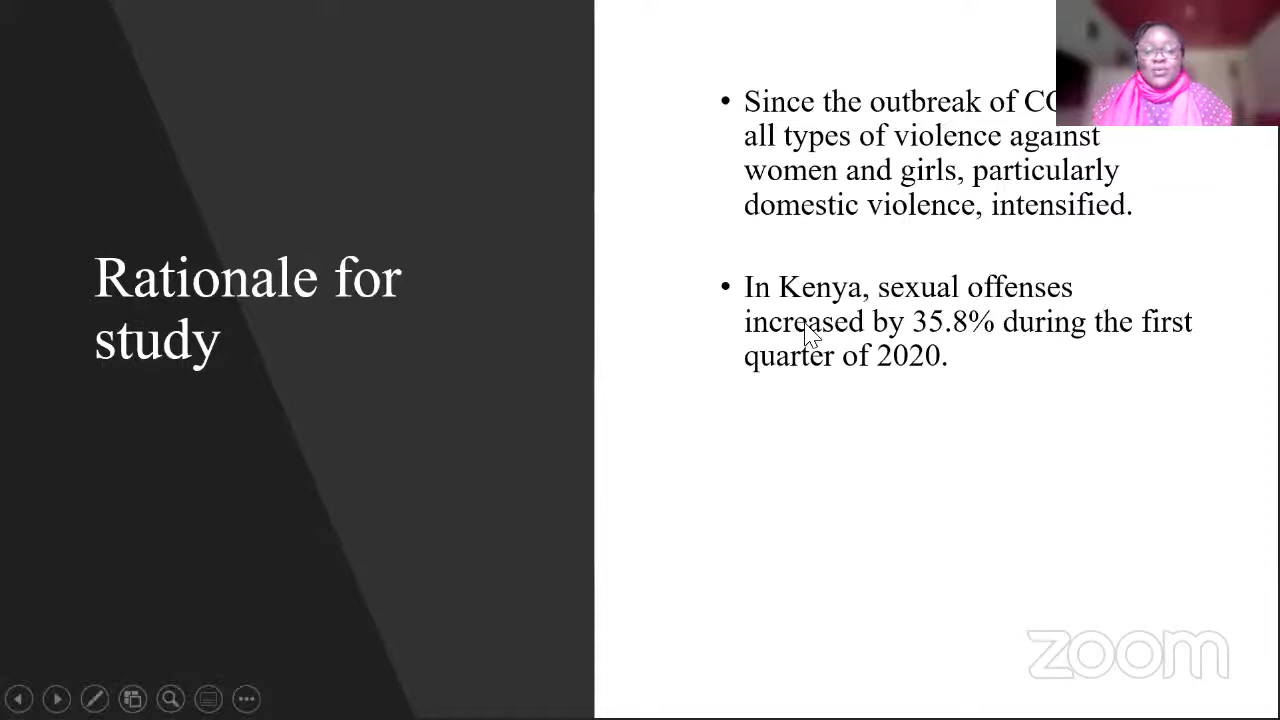 Rationale for
study
• Since the outbreak of
all types of violence against
women and girls, particularly
domestic violence, intensified.
• In Kenya, sexual offenses
increased by 35.8% during the first
quarter of 2020.
zoom